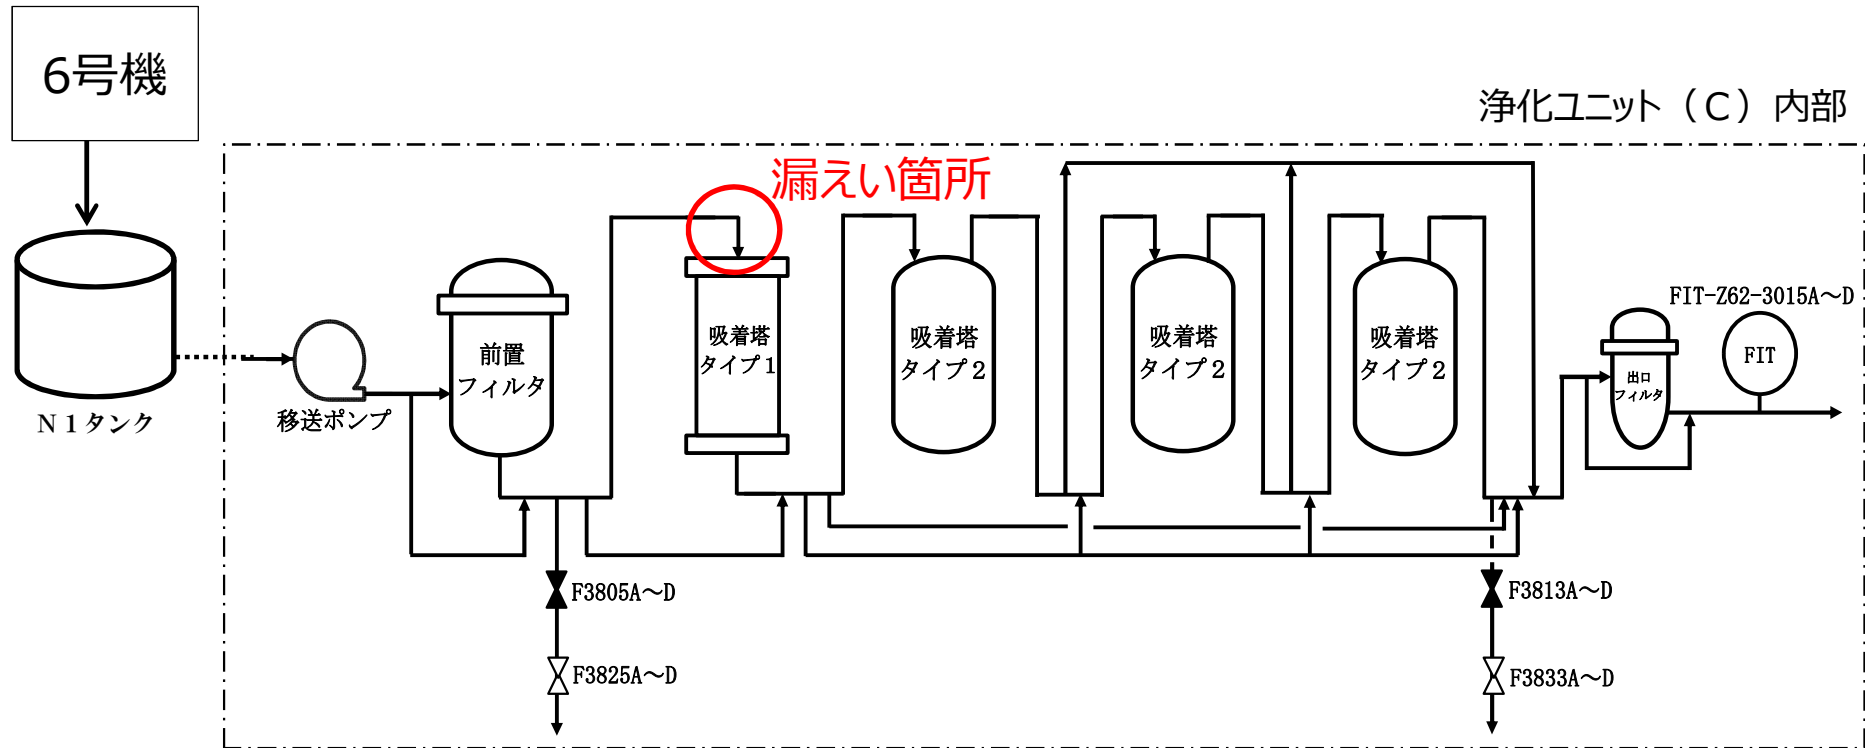 6号機
浄化ユニット（C）内部
漏えい箇所
N1タンク
移送ポンプ
前置
フィルタ
吸着塔
タイプ1
吸着塔
タイプ2
吸着塔
タイプ2
吸着塔
タイプ2
出口
フィルタ
FIT-Z62-3015A～D
FIT
F3805A～D
F3825A～D
F3813A～D
F3833A～D